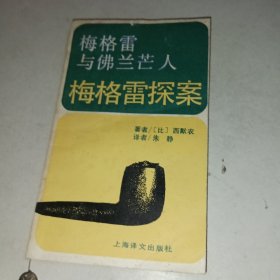 梅格雷
与佛兰芒人
梅格雷探案
著者/〔比〕西默农
译者/朱 静
上海译文出版社